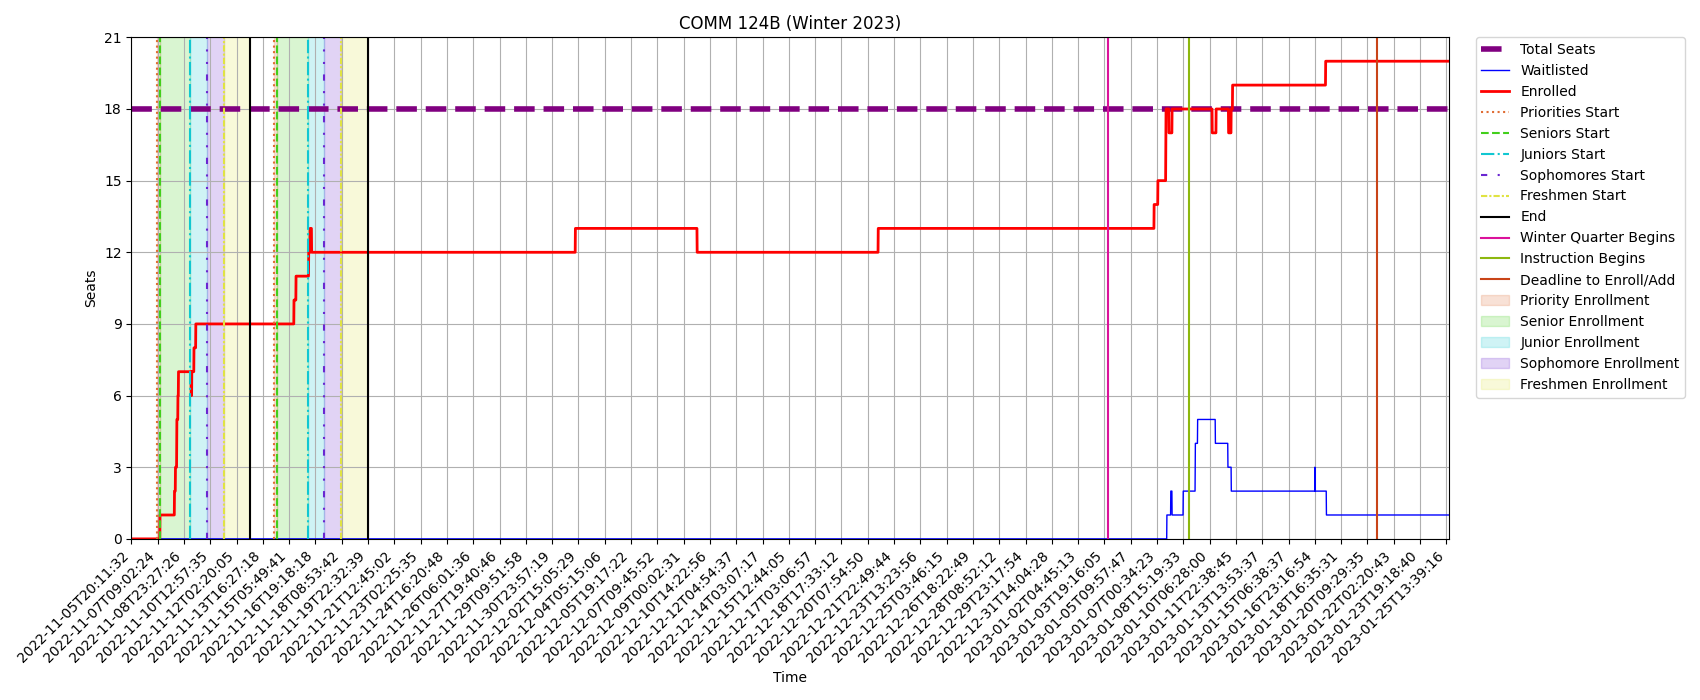 COMM 124B (Winter 2023)
21
18
15
12
9
6
3
0
Seats
2022-11-05T20:11:32
2022-11-07T09:02:24
2022-11-08T23:27:26
2022-11-10T12:57:35
2022-11-12T02:20:05
2022-11-13T16:27:18
2022-11-15T05:49:41
2022-11-16T19:18:18
2022-11-18T08:53:42
2022-11-19T22:32:39
2022-11-21T12:45:02
2022-11-23T02:25:35
2022-11-24T16:20:48
2022-11-26T06:01:36
2022-11-27T19:40:46
2022-11-29T09:51:58
2022-11-30T23:57:19
2022-12-02T15:05:29
2022-12-04T05:15:06
2022-12-05T19:17:22
2022-12-07T09:45:52
2022-12-09T00:02:31
2022-12-10T14:22:56
2022-12-12T04:54:37
2022-12-14T03:07:17
2022-12-15T12:44:05
2022-12-17T03:06:57
2022-12-18T17:33:12
2022-12-20T07:54:50
2022-12-21T22:49:44
2022-12-23T13:23:56
2022-12-25T03:46:15
2022-12-26T18:22:49
2022-12-28T08:52:12
2022-12-29T23:17:54
2022-12-31T14:04:28
2023-01-02T04:45:13
2023-01-03T19:16:05
2023-01-05T09:57:47
2023-01-07T00:34:23
2023-01-08T15:19:33
2023-01-10T06:28:00
2023-01-11T22:38:45
2023-01-13T13:53:37
2023-01-15T06:38:37
2023-01-16T23:16:54
2023-01-18T16:35:31
2023-01-20T09:29:35
2023-01-22T02:20:43
2023-01-23T19:18:40
2023-01-25T13:39:16
Time
Total Seats
Waitlisted
Enrolled
Priorities Start
Seniors Start
Juniors Start
Sophomores Start
Freshmen Start
End
Winter Quarter Begins
Instruction Begins
Deadline to Enroll/Add
Priority Enrollment
Senior Enrollment
Junior Enrollment
Sophomore Enrollment
Freshmen Enrollment